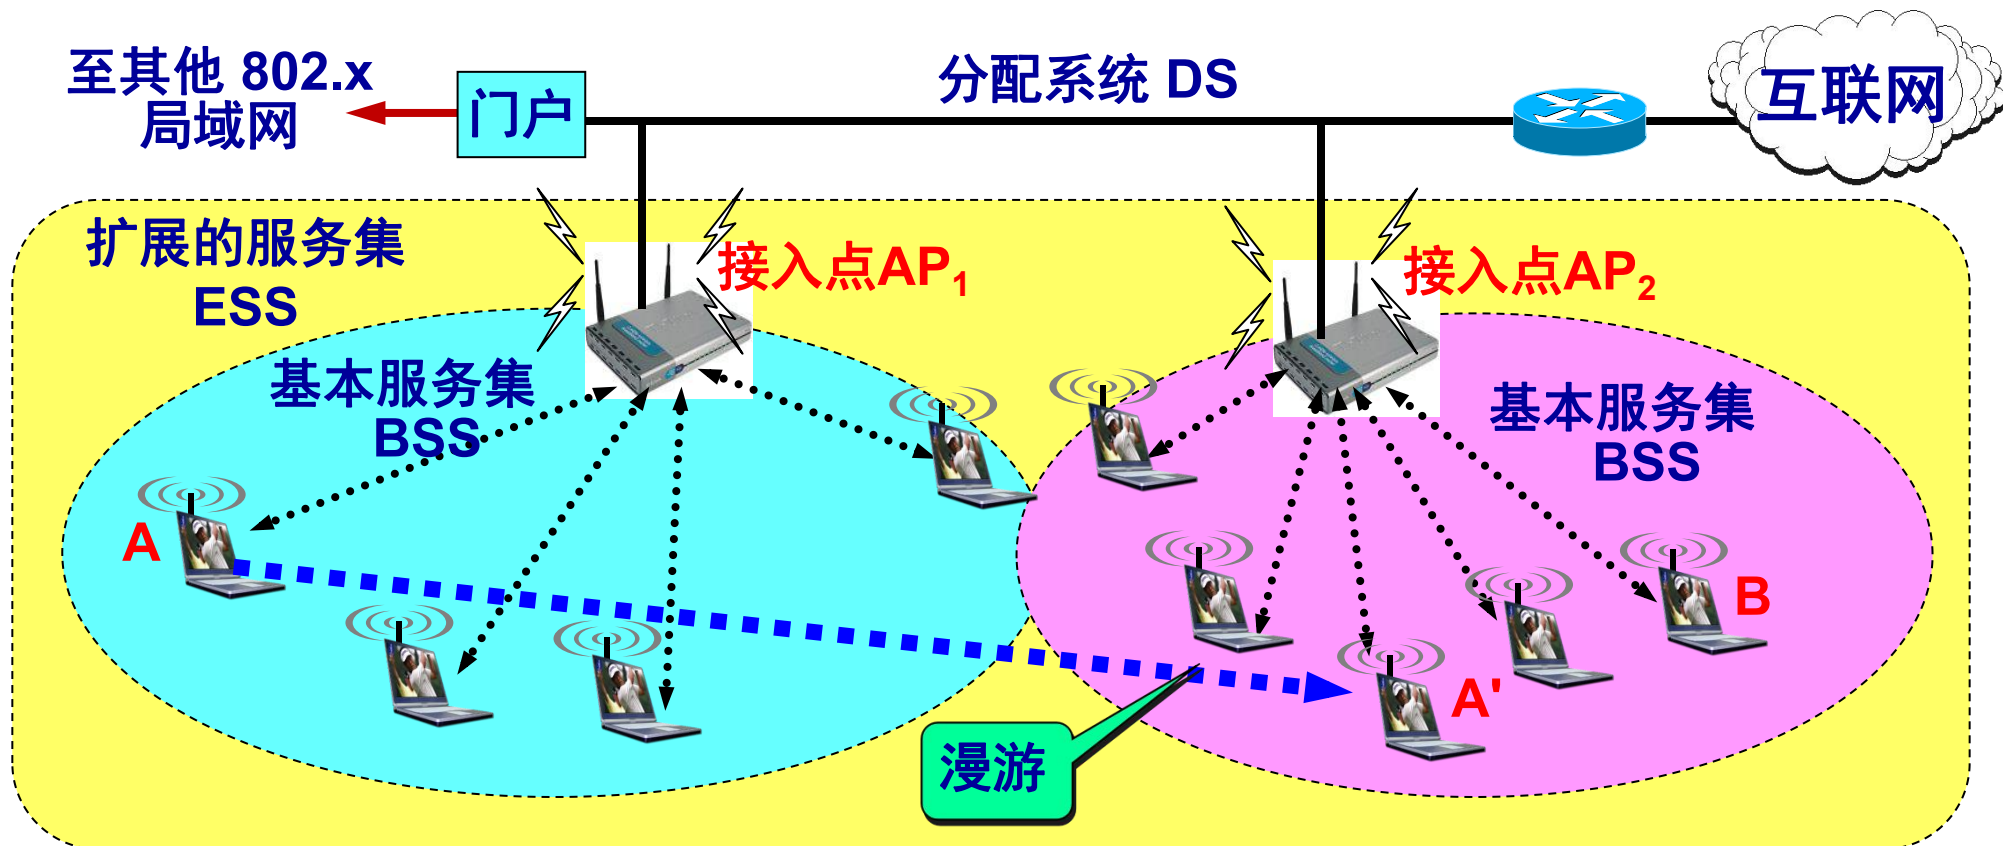 至其他 802.x
局域网
门户
分配系统 DS
互联网
扩展的服务集
ESS
接入点AP₁
接入点AP₂
基本服务集
BSS
基本服务集
BSS
A
B
A'
漫游